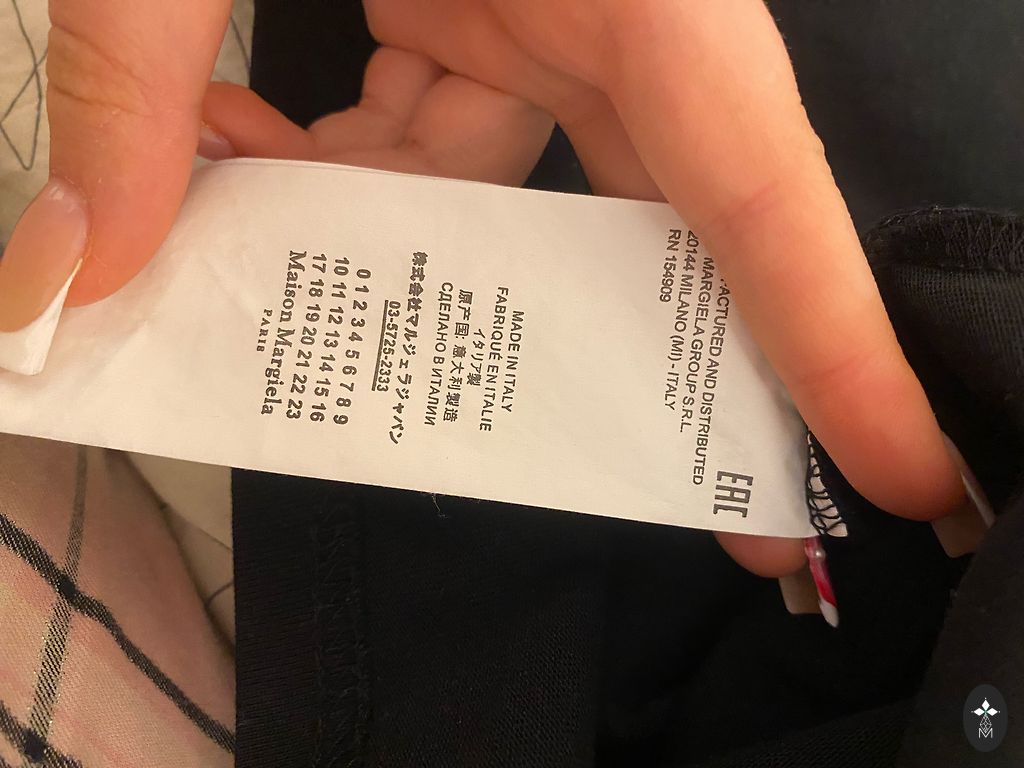 EAC
AND DISTRIBUTED
MARGIELA GROUP S.R.L.
20144 MILANO (MI) - ITALY
RN 154909
MADE IN ITALY
FABRIQUÉ EN ITALIE
イタリア製
原产国: 意大利製造
СДЕЛАНО В ИТАЛИИ
株式会社マルジェラジャパン
03-5725-2333
0 1 2 3 4 5 6 7 8 9
10 11 12 13 14 15 16
17 18 19 20 21 22 23
Maison Margiela
PARIS